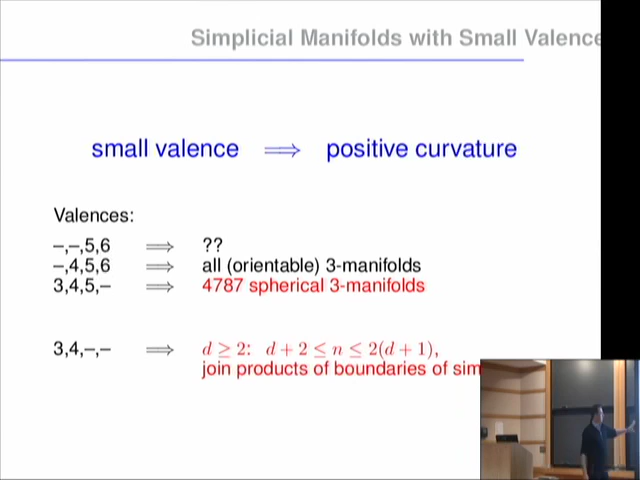 Simplicial Manifolds with Small Valence
small valence ⟹ positive curvature
Valences:
–,–,5,6 ⟹ ??
–,4,5,6 ⟹ all (orientable) 3-manifolds
3,4,5,– ⟹ 4787 spherical 3-manifolds
3,4,–,– ⟹ d ≥ 2: d + 2 ≤ n ≤ 2(d + 1),
join products of boundaries of sim